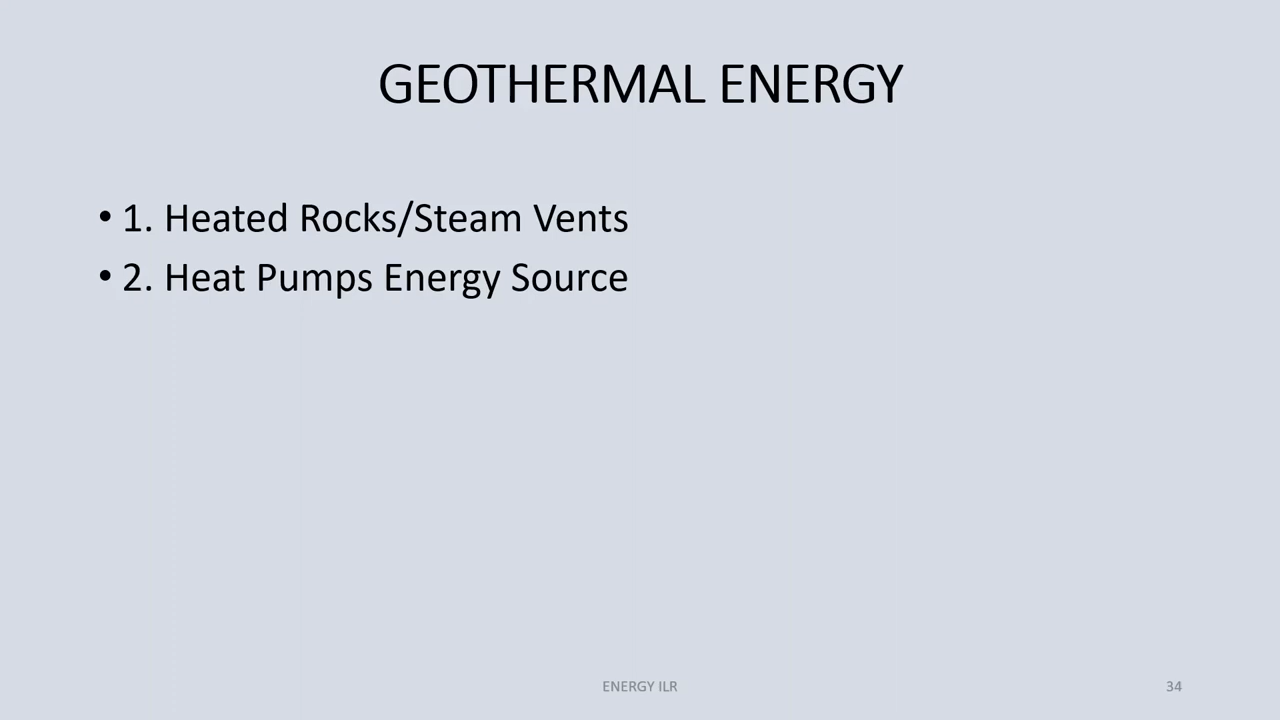 GEOTHERMAL ENERGY
• 1. Heated Rocks/Steam Vents
• 2. Heat Pumps Energy Source
ENERGY ILR
34